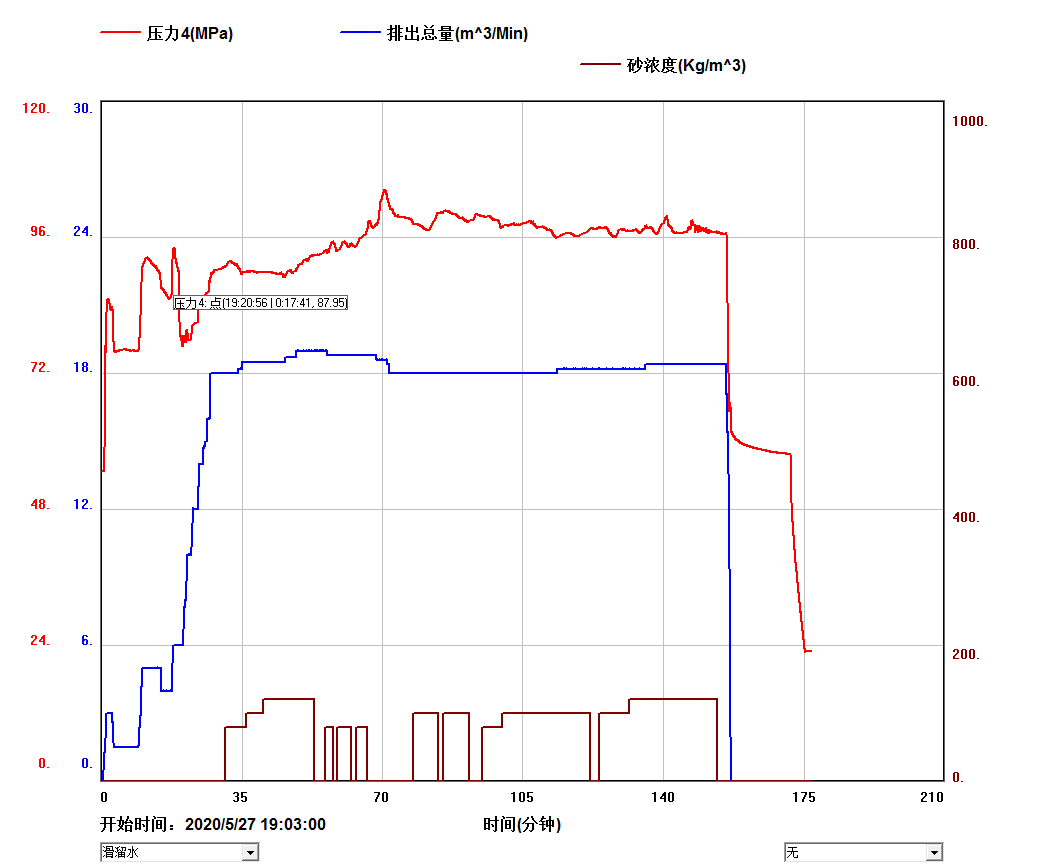 压力4(MPa) 排出总量(m^3/Min)
砂浓度(Kg/m^3)
120. 30.
1000.
96. 24.
800.
压力4: 点(19:20:56 | 0:17:41, 87.95)
72. 18.
600.
48. 12.
400.
24. 6.
200.
0. 0.
0.
0 35 70 105 140 175 210
开始时间：2020/5/27 19:03:00 时间(分钟)
滑溜水 无